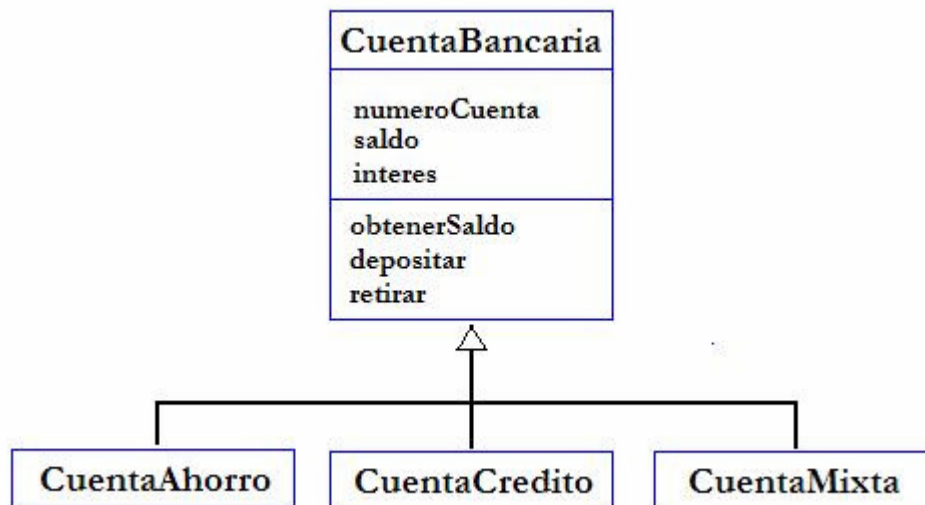 CuentaBancaria
numeroCuenta
saldo
interes
obtenerSaldo
depositar
retirar
CuentaAhorro
CuentaCredito
CuentaMixta